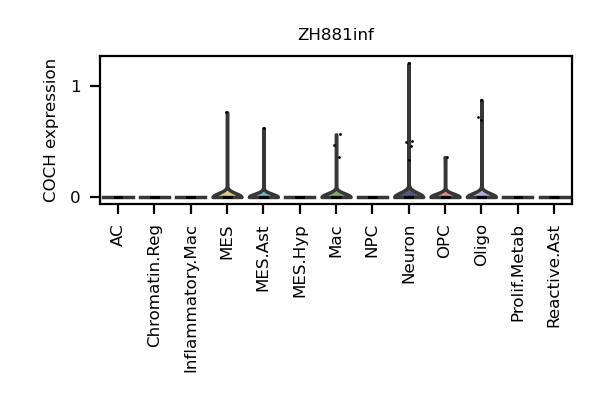 ZH881inf
COCH expression
1
0
AC
Chromatin.Reg
Inflammatory.Mac
MES
MES.Ast
MES.Hyp
Mac
NPC
Neuron
OPC
Oligo
Prolif.Metab
Reactive.Ast